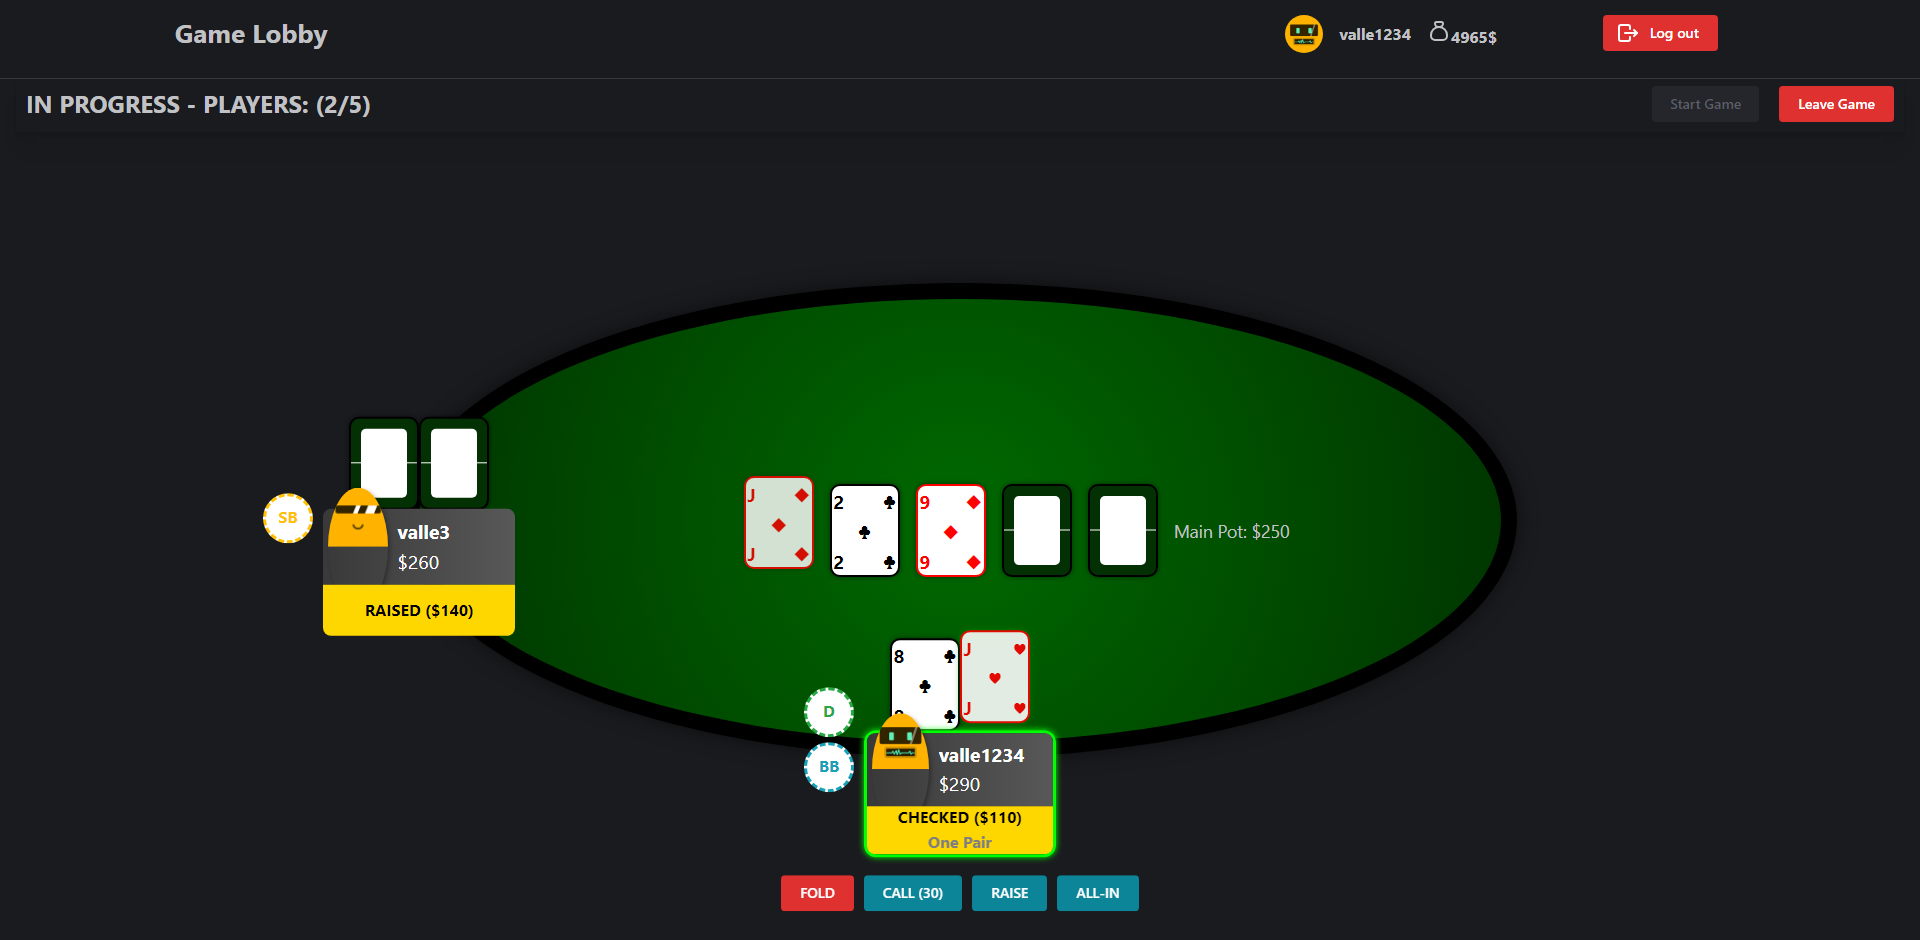 Game Lobby
valle1234
4965$
Log out
IN PROGRESS - PLAYERS: (2/5)
Start Game
Leave Game
SB
valle3
$260
RAISED ($140)
J
J
2
2
9
9
Main Pot: $250
8
8
J
J
D
BB
valle1234
$290
CHECKED ($110)
One Pair
FOLD
CALL (30)
RAISE
ALL-IN